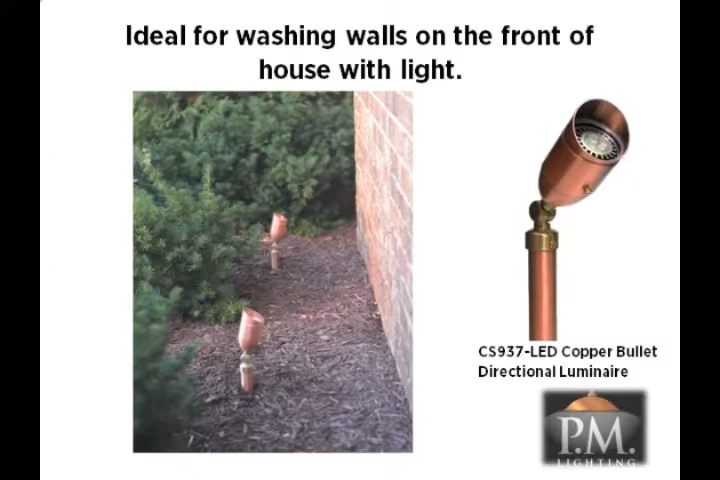 Ideal for washing walls on the front of
house with light.
CS937-LED Copper Bullet
Directional Luminaire
P.M.
LIGHTING